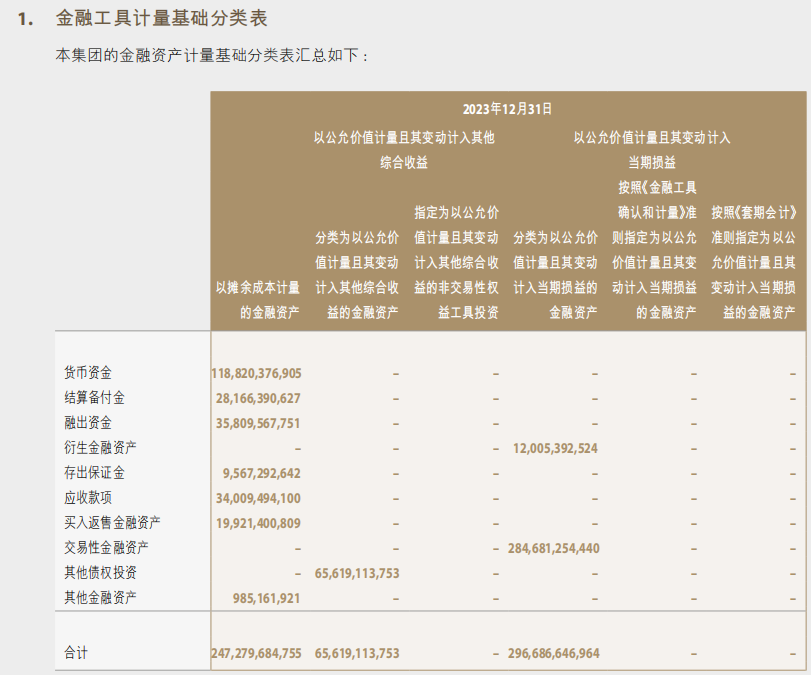 1. 金融工具计量基础分类表
本集团的金融资产计量基础分类表汇总如下：
2023年12月31日
以公允价值计量且其变动计入其他 以公允价值计量且其变动计入
综合收益 当期损益
按照《金融工具
指定为以公允价 确认和计量》准 按照《套期会计》
分类为以公允价 值计量且其变动 分类为以公允价 则指定为以公允 准则指定为以公
值计量且其变动 计入其他综合收 值计量且其变动 价值计量且其变 允价值计量且其
以摊余成本计量 计入其他综合收 益的非交易性权 计入当期损益的 动计入当期损益 变动计入当期损
的金融资产 益的金融资产 益工具投资 金融资产 的金融资产 益的金融资产
货币资金 118,820,376,905 – – – – –
结算备付金 28,166,390,627 – – – – –
融出资金 35,809,567,751 – – – – –
衍生金融资产 – – – 12,005,392,524 – –
存出保证金 9,567,292,642 – – – – –
应收款项 34,009,494,100 – – – – –
买入返售金融资产 19,921,400,809 – – – – –
交易性金融资产 – – – 284,681,254,440 – –
其他债权投资 – 65,619,113,753 – – – –
其他金融资产 985,161,921 – – – – –
合计 247,279,684,755 65,619,113,753 – 296,686,646,964 – –